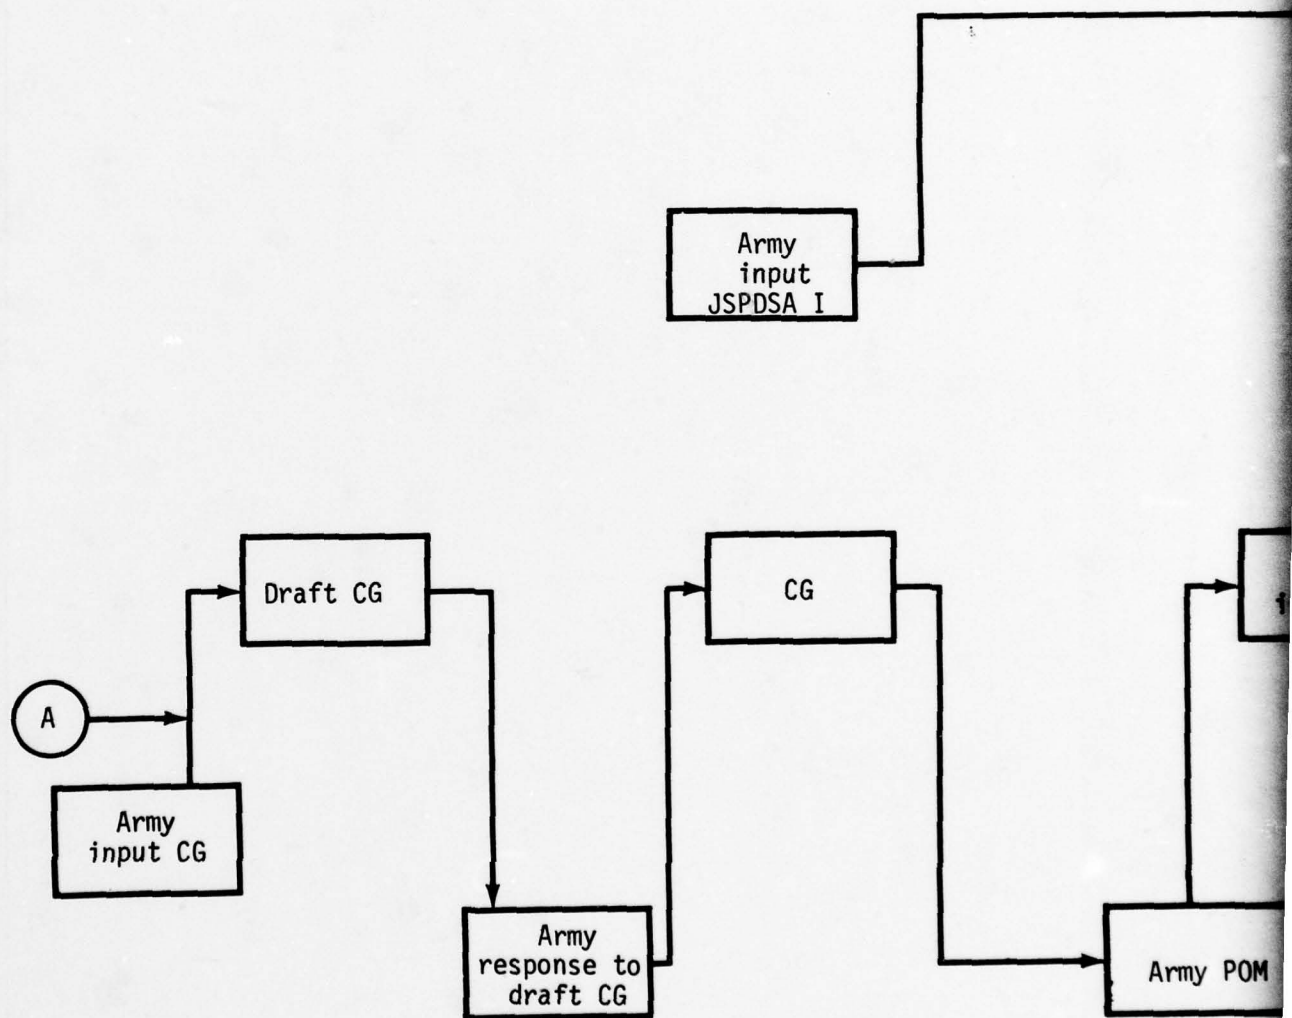 Army
input
JSPDSA I
Draft CG
CG
A
Army
input CG
Army
response to
draft CG
Army POM